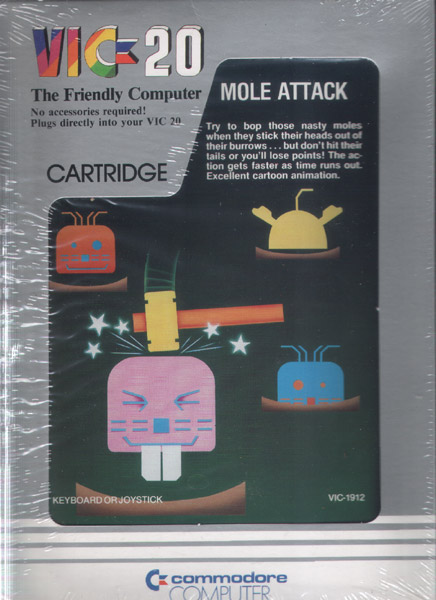 VIC 20
The Friendly Computer
No accessories required!
Plugs directly into your VIC 20
CARTRIDGE
MOLE ATTACK
Try to bop those nasty moles
when they stick their heads out of
their burrows . . . but don't hit their
tails or you'll lose points! The ac-
tion gets faster as time runs out.
Excellent cartoon animation.
KEYBOARD OR JOYSTICK
VIC-1912
commodore
COMPUTER